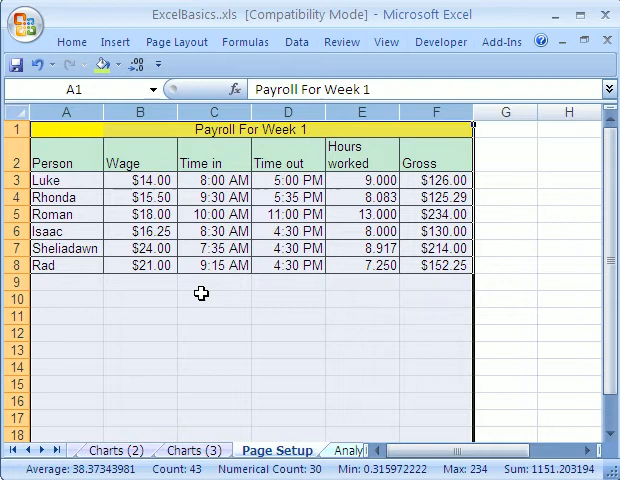 ExcelBasics..xls [Compatibility Mode] - Microsoft Excel
Home Insert Page Layout Formulas Data Review View Developer Add-Ins
A1 fx Payroll For Week 1
A B C D E F G H
1 Payroll For Week 1
2 Person Wage Time in Time out Hours worked Gross
3 Luke $14.00 8:00 AM 5:00 PM 9.000 $126.00
4 Rhonda $15.50 9:30 AM 5:35 PM 8.083 $125.29
5 Roman $18.00 10:00 AM 11:00 PM 13.000 $234.00
6 Isaac $16.25 8:30 AM 4:30 PM 8.000 $130.00
7 Sheliadawn $24.00 7:35 AM 4:30 PM 8.917 $214.00
8 Rad $21.00 9:15 AM 4:30 PM 7.250 $152.25
9
10
11
12
13
14
15
16
17
18
Charts (2) Charts (3) Page Setup Analy
Average: 38.37343981 Count: 43 Numerical Count: 30 Min: 0.315972222 Max: 234 Sum: 1151.203194